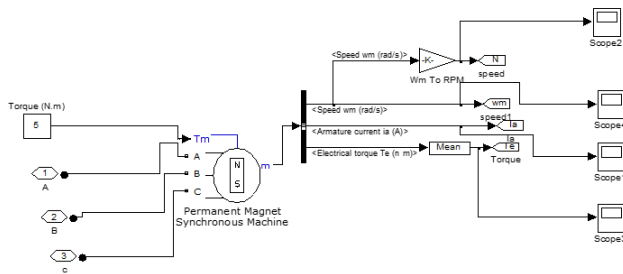 Scope2
<Speed wm (rad/s)>
-K-
N
Wm To RPM
speed
Torque (N.m)
5
<Speed wm (rad/s)>
wm
speed1
Scope4
<Armature current ia (A)>
Ia
Ia
<Electrical torque Te (n m)>
Mean
Te
Torque
Scope1
Tm
1
A
A
N
S
m
B
2
B
C
Permanent Magnet
Synchronous Machine
Scope3
3
c